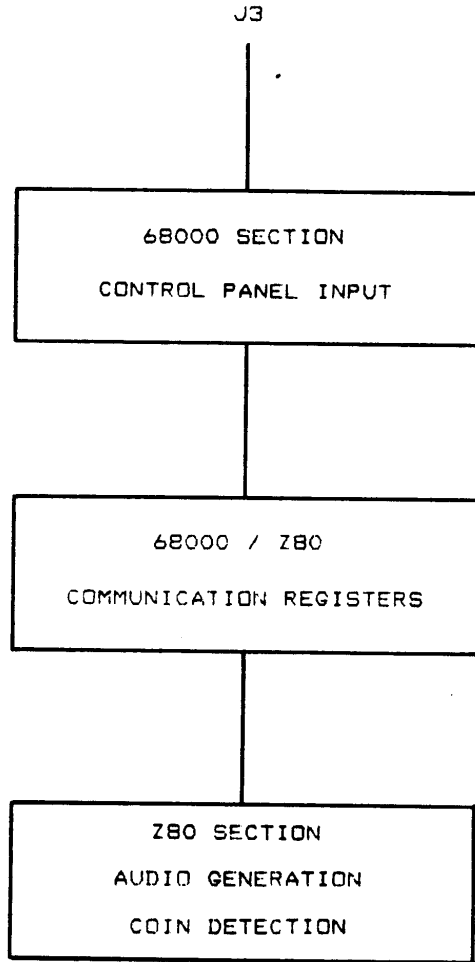 J3
68000 SECTION
CONTROL PANEL INPUT
68000 / Z80
COMMUNICATION REGISTERS
Z80 SECTION
AUDIO GENERATION
COIN DETECTION